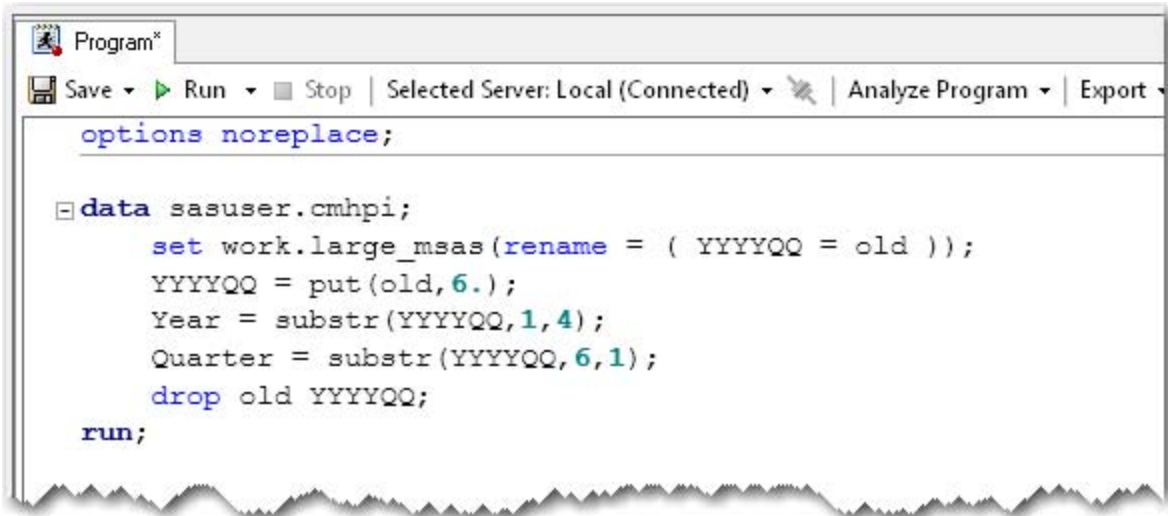 Program*
Save Run Stop | Selected Server: Local (Connected) | Analyze Program | Export
options noreplace;
data sasuser.cmhpi;
set work.large_msas(rename = ( YYYYQQ = old ));
YYYYQQ = put(old,6.);
Year = substr(YYYYQQ,1,4);
Quarter = substr(YYYYQQ,6,1);
drop old YYYYQQ;
run;